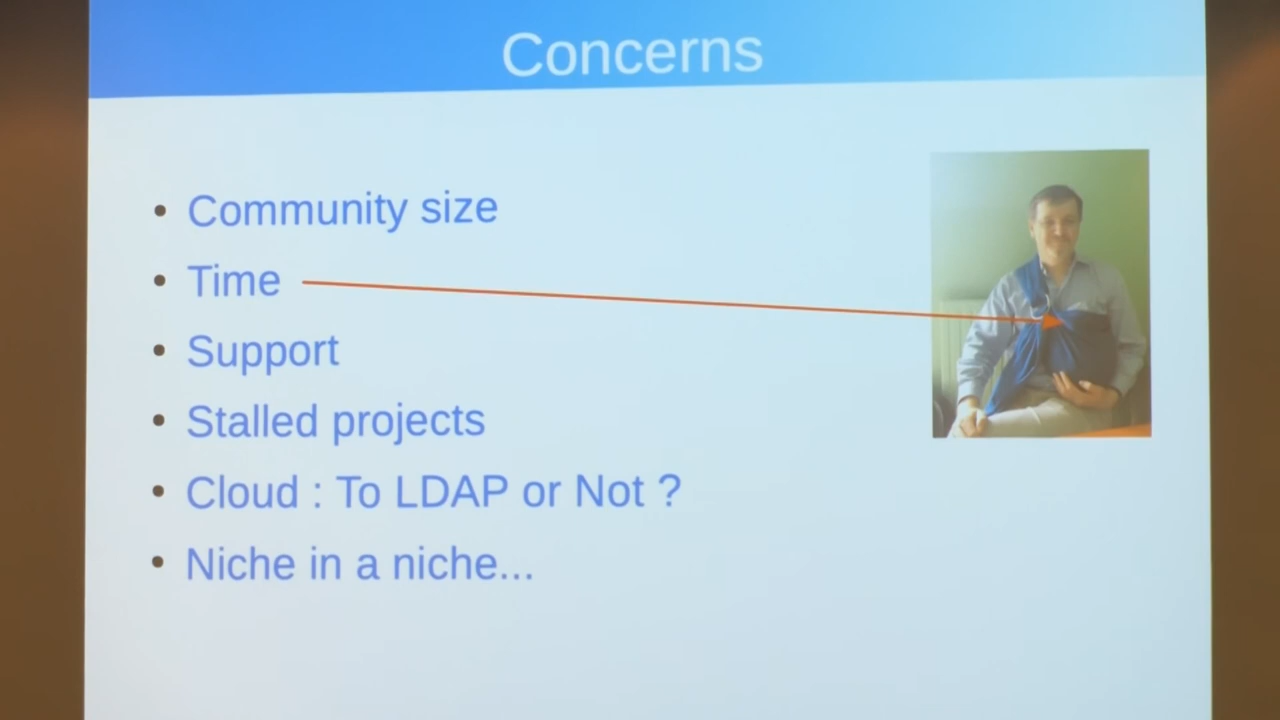 Concerns
• Community size
• Time
• Support
• Stalled projects
• Cloud : To LDAP or Not ?
• Niche in a niche...